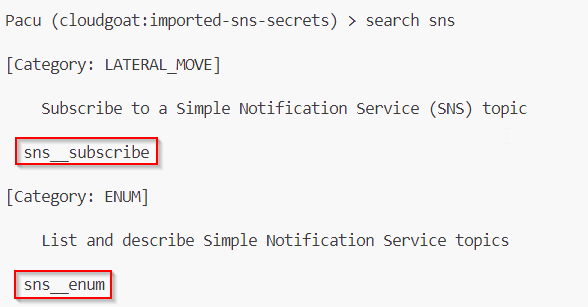 Pacu (cloudgoat:imported-sns-secrets) > search sns
[Category: LATERAL_MOVE]
Subscribe to a Simple Notification Service (SNS) topic
sns__subscribe
[Category: ENUM]
List and describe Simple Notification Service topics
sns__enum